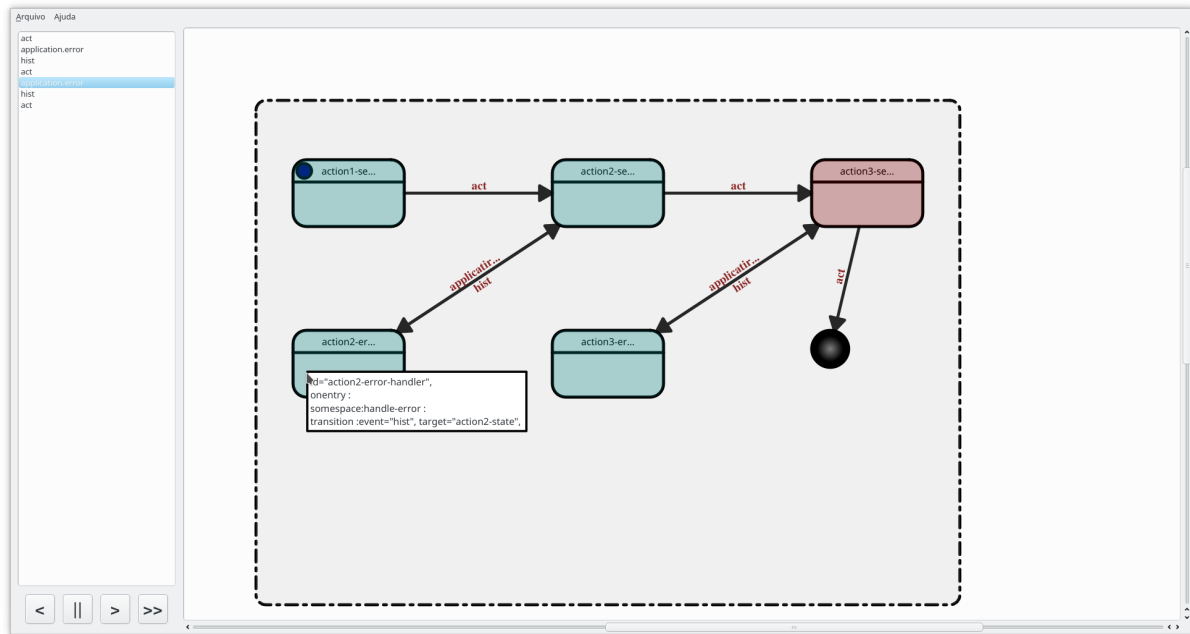 Arquivo Ajuda
act
application.error
hist
act
application.error
hist
act
action1-se...
action2-se...
action3-se...
act
act
applicatir...
hist
applicatir...
hist
act
action2-er...
action3-er...
id="action2-error-handler",
onentry :
somespace:handle-error :
transition :event="hist", target="action2-state",
< || > >>